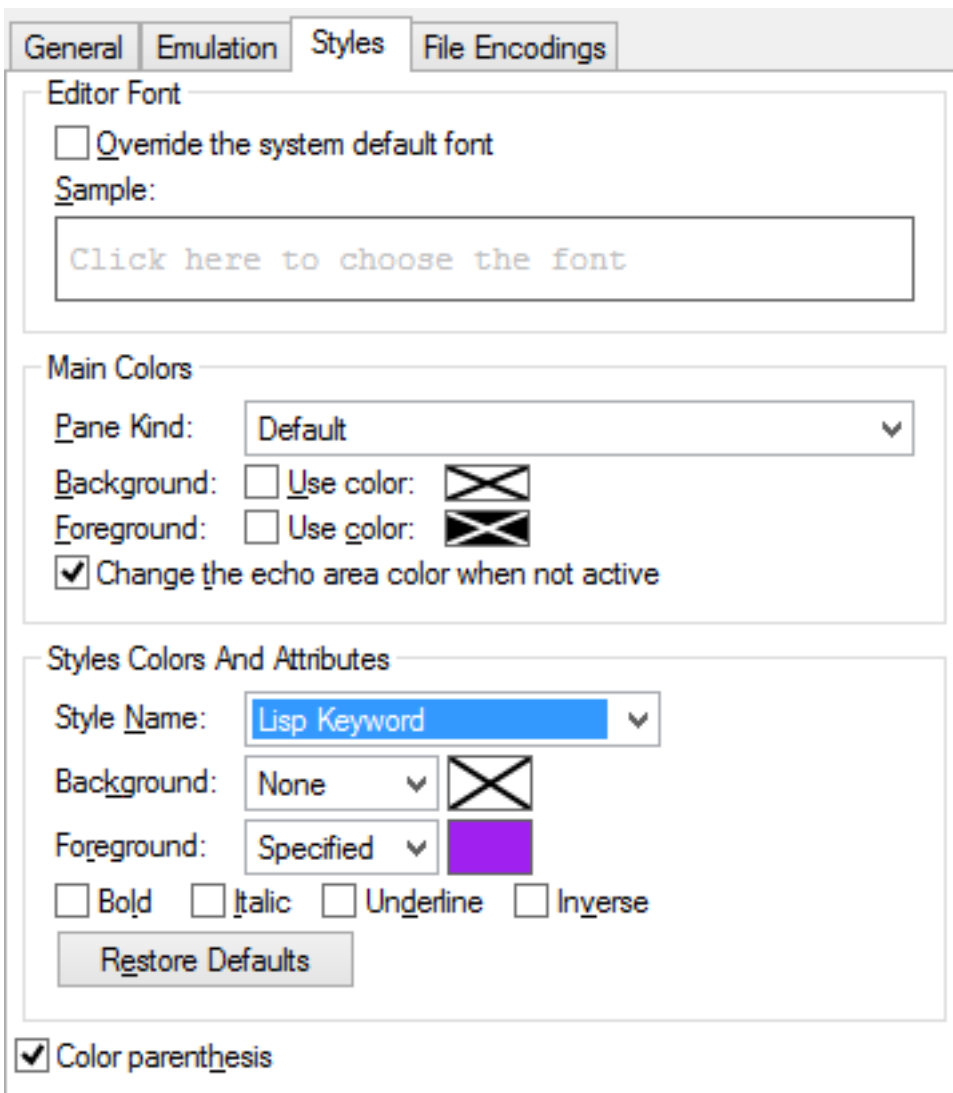 General Emulation Styles File Encodings
Editor Font
Override the system default font
Sample:
Click here to choose the font
Main Colors
Pane Kind: Default
Background: Use color:
Foreground: Use color:
Change the echo area color when not active
Styles Colors And Attributes
Style Name: Lisp Keyword
Background: None
Foreground: Specified
Bold Italic Underline Inverse
Restore Defaults
Color parenthesis